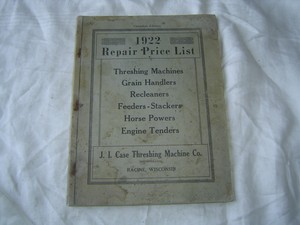 1922
Repair Price List
Threshing Machines
Grain Handlers
Recleaners
Feeders-Stackers
Horse Powers
Engine Tenders
J. I. Case Threshing Machine Co.
RACINE, WISCONSIN